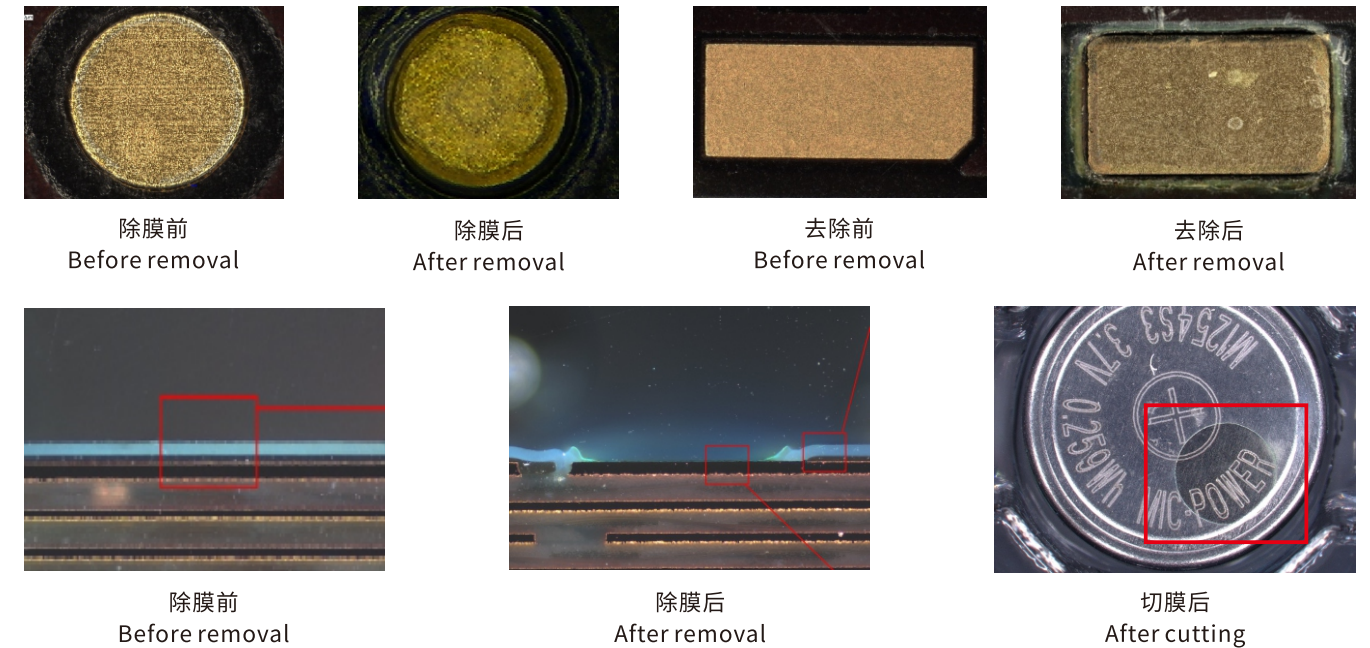 除膜前
Before removal
除膜后
After removal
去除前
Before removal
去除后
After removal
M1254S3 3.7V 0.259Wh
MIC-POWER
除膜前
Before removal
除膜后
After removal
切膜后
After cutting